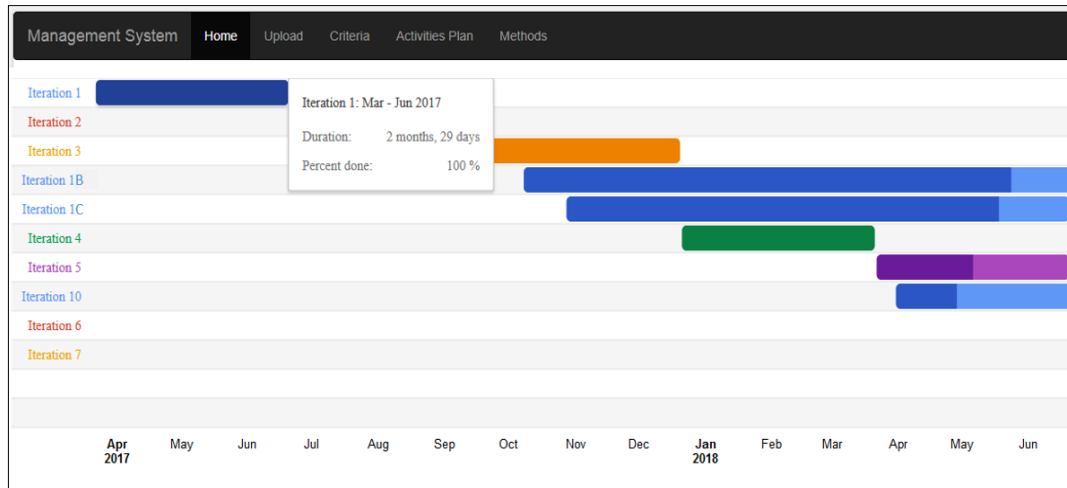 Management System Home Upload Criteria Activities Plan Methods
Iteration 1
Iteration 1: Mar - Jun 2017
Duration: 2 months, 29 days
Percent done: 100 %
Iteration 2
Iteration 3
Iteration 1B
Iteration 1C
Iteration 4
Iteration 5
Iteration 10
Iteration 6
Iteration 7
Apr May Jun Jul Aug Sep Oct Nov Dec Jan Feb Mar Apr May Jun
2017 2018